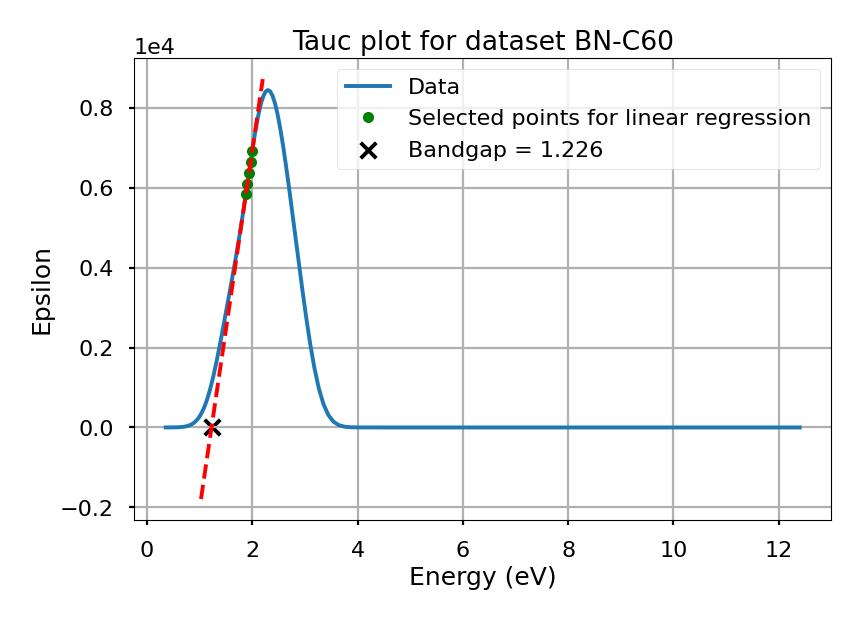 Tauc plot for dataset BN-C60
1e4
Data
Selected points for linear regression
Bandgap = 1.226
0.8
0.6
0.4
0.2
0.0
−0.2
Epsilon
0 2 4 6 8 10 12
Energy (eV)